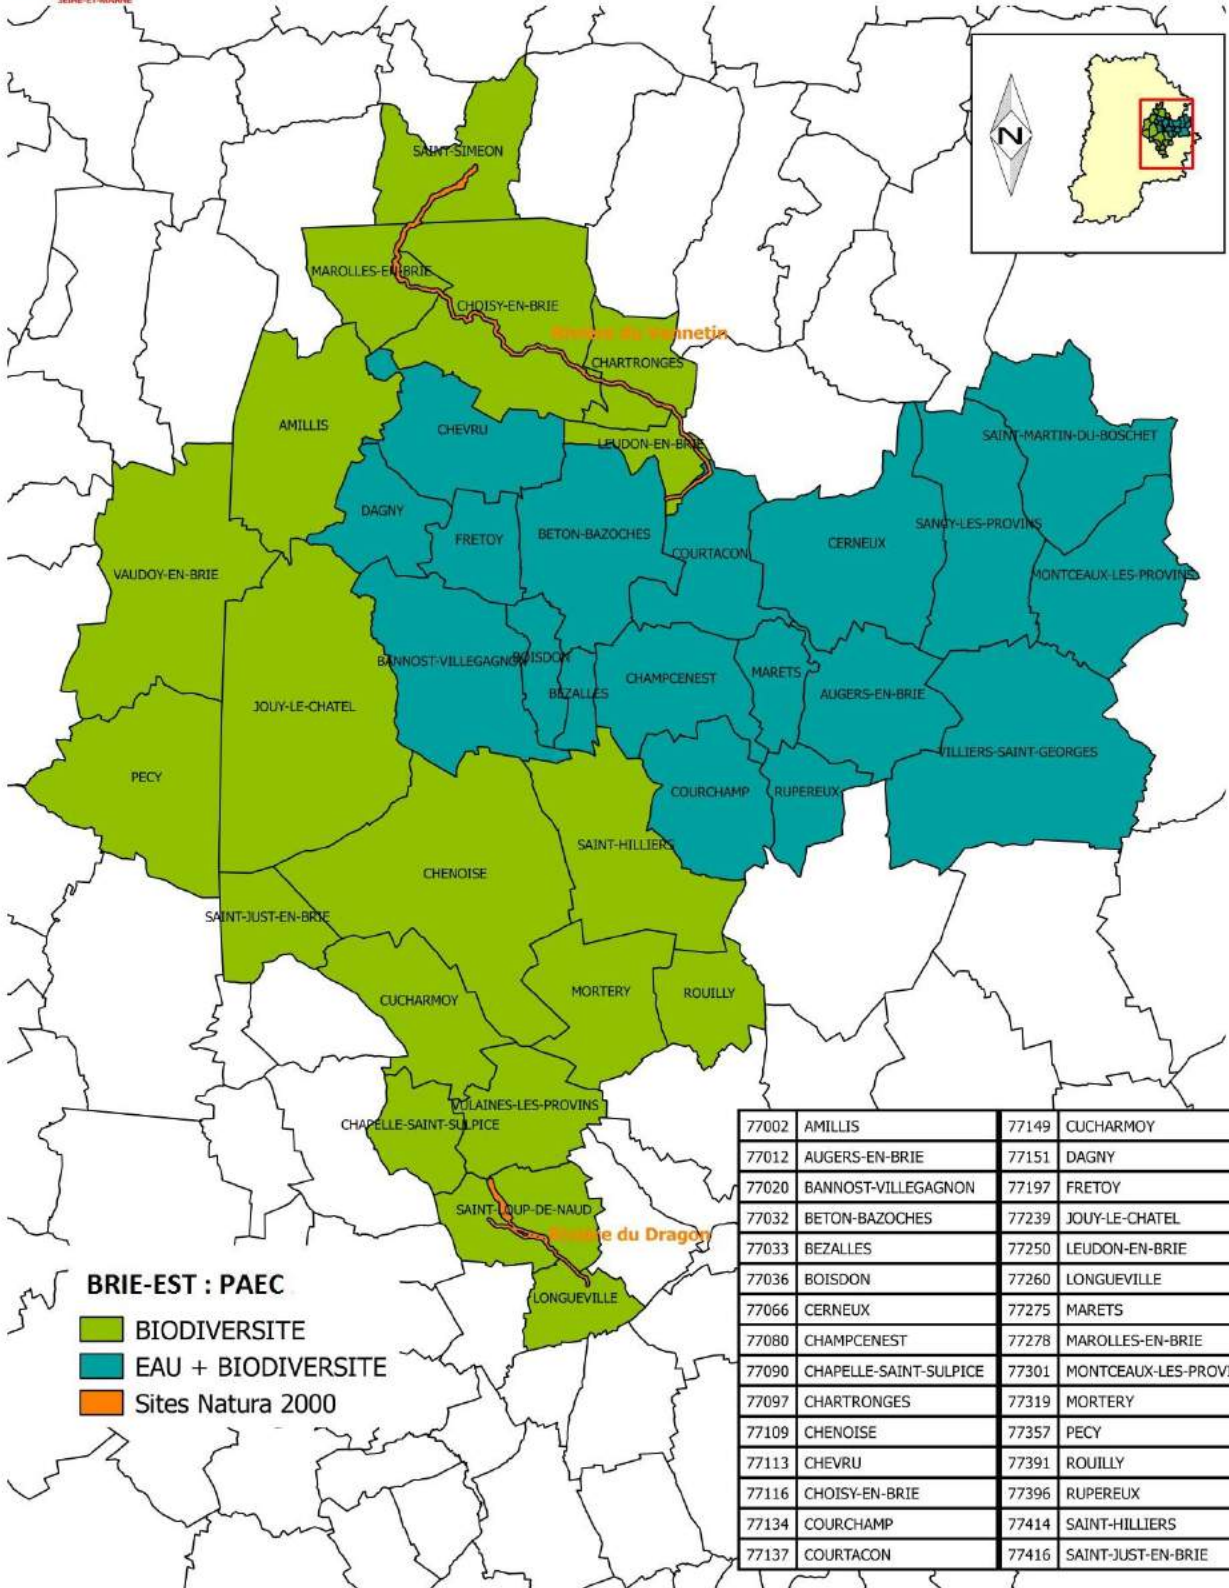 SEINE-ET-MARNE
N
SAINT-SIMEON
MAROLLES-EN-BRIE
CHOISY-EN-BRIE
Rivière du Vannetin
CHARTRONGES
AMILLIS
CHEVRU
LEUDON-EN-BRIE
SAINT-MARTIN-DU-BOSCHET
DAGNY
FRETOY
BETON-BAZOCHES
COURTACON
CERNEUX
SANCY-LES-PROVINS
VAUDOY-EN-BRIE
MONTCEAUX-LES-PROVINS
BANNOST-VILLEGAGNON
BOISDON
BEZALLES
CHAMPCENEST
MARETS
AUGERS-EN-BRIE
JOUY-LE-CHATEL
VILLIERS-SAINT-GEORGES
PECY
COURCHAMP
RUPEREUX
SAINT-HILLIERS
CHENOISE
SAINT-JUST-EN-BRIE
CUCHARMOY
MORTERY
ROUILLY
VULAINES-LES-PROVINS
CHAPELLE-SAINT-SULPICE
SAINT-LOUP-DE-NAUD
Rivière du Dragon
LONGUEVILLE
BRIE-EST : PAEC
BIODIVERSITE
EAU + BIODIVERSITE
Sites Natura 2000
77002 AMILLIS 77149 CUCHARMOY
77012 AUGERS-EN-BRIE 77151 DAGNY
77020 BANNOST-VILLEGAGNON 77197 FRETOY
77032 BETON-BAZOCHES 77239 JOUY-LE-CHATEL
77033 BEZALLES 77250 LEUDON-EN-BRIE
77036 BOISDON 77260 LONGUEVILLE
77066 CERNEUX 77275 MARETS
77080 CHAMPCENEST 77278 MAROLLES-EN-BRIE
77090 CHAPELLE-SAINT-SULPICE 77301 MONTCEAUX-LES-PROVI
77097 CHARTRONGES 77319 MORTERY
77109 CHENOISE 77357 PECY
77113 CHEVRU 77391 ROUILLY
77116 CHOISY-EN-BRIE 77396 RUPEREUX
77134 COURCHAMP 77414 SAINT-HILLIERS
77137 COURTACON 77416 SAINT-JUST-EN-BRIE